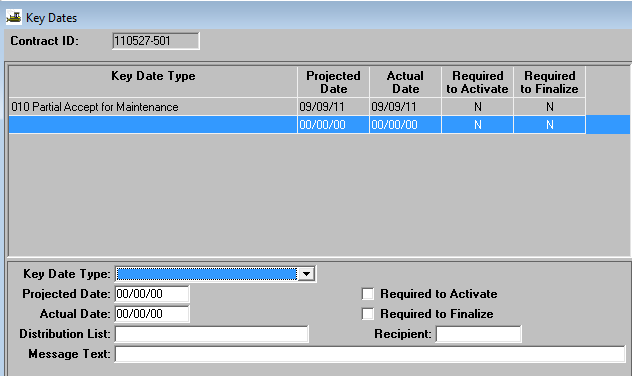 Key Dates
Contract ID: 110527-501
Key Date Type Projected Date Actual Date Required to Activate Required to Finalize
010 Partial Accept for Maintenance 09/09/11 09/09/11 N N
00/00/00 00/00/00 N N
Key Date Type:
Projected Date: 00/00/00 Required to Activate
Actual Date: 00/00/00 Required to Finalize
Distribution List: Recipient:
Message Text: